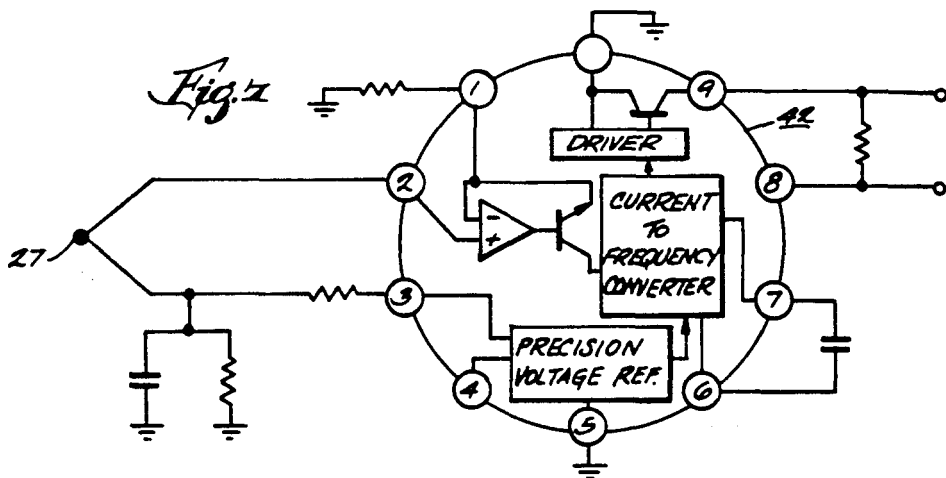 Fig. 7
1
9
42
DRIVER
2
8
CURRENT
TO
FREQUENCY
CONVERTER
-
+
27
3
7
PRECISION
VOLTAGE REF.
4
6
5